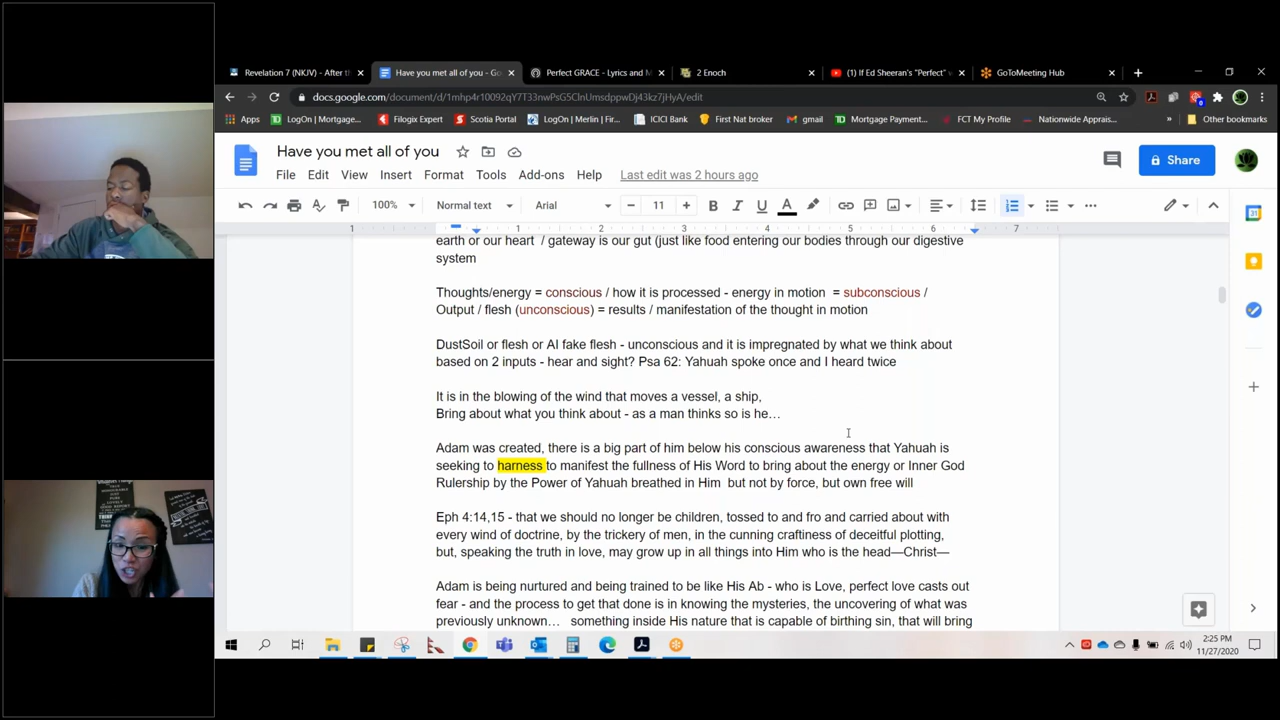 Revelation 7 (NKJV) - After th
Have you met all of you - Go
Perfect GRACE - Lyrics and M
2 Enoch
(1) If Ed Sheeran's "Perfect" w
GoToMeeting Hub
docs.google.com/document/d/1mhp4r10092qY7T33nwPsG5ClnUmsdppwDj43kz7jHyA/edit
Apps
LogOn | Mortgage...
Filogix Expert
Scotia Portal
LogOn | Merlin | Fir...
ICICI Bank
First Nat broker
gmail
Mortgage Payment...
FCT My Profile
Nationwide Apprais...
Other bookmarks
Have you met all of you
Share
File Edit View Insert Format Tools Add-ons Help Last edit was 2 hours ago
100% Normal text Arial 11
1 1 2 3 4 5 6 7
earth or our heart / gateway is our gut (just like food entering our bodies through our digestive
system
Thoughts/energy = conscious / how it is processed - energy in motion = subconscious /
Output / flesh (unconscious) = results / manifestation of the thought in motion
DustSoil or flesh or AI fake flesh - unconscious and it is impregnated by what we think about
based on 2 inputs - hear and sight? Psa 62: Yahuah spoke once and I heard twice
It is in the blowing of the wind that moves a vessel, a ship,
Bring about what you think about - as a man thinks so is he...
Adam was created, there is a big part of him below his conscious awareness that Yahuah is
seeking to harness to manifest the fullness of His Word to bring about the energy or Inner God
Rulership by the Power of Yahuah breathed in Him but not by force, but own free will
Eph 4:14,15 - that we should no longer be children, tossed to and fro and carried about with
every wind of doctrine, by the trickery of men, in the cunning craftiness of deceitful plotting,
but, speaking the truth in love, may grow up in all things into Him who is the head—Christ—
Adam is being nurtured and being trained to be like His Ab - who is Love, perfect love casts out
fear - and the process to get that done is in knowing the mysteries, the uncovering of what was
previously unknown... something inside His nature that is capable of birthing sin, that will bring
2:25 PM
11/27/2020